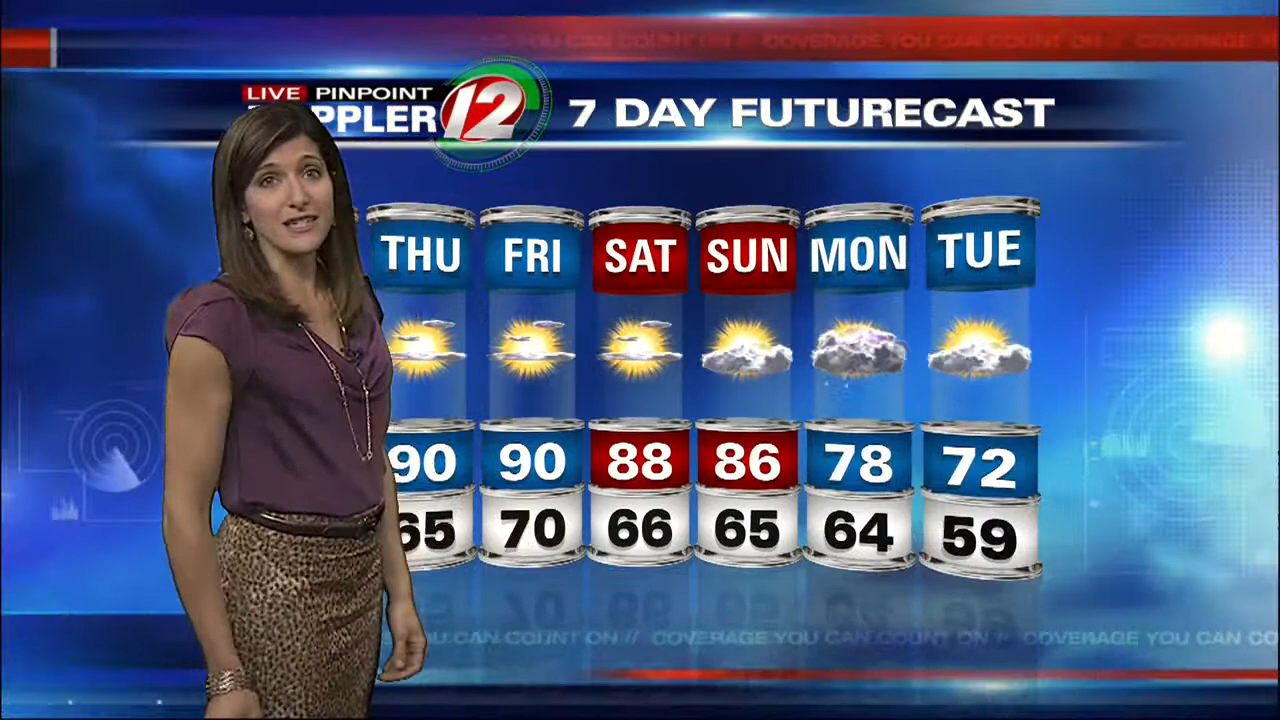 YOU CAN COUNT ON // COVERAGE YOU CAN COUNT ON // COVERAGE
LIVE PINPOINT
PPLER 12
7 DAY FUTURECAST
THU FRI SAT SUN MON TUE
90 90 88 86 78 72
65 70 66 65 64 59
YOU CAN COUNT ON // COVERAGE YOU CAN COUNT ON // COVERAGE YOU CAN CO